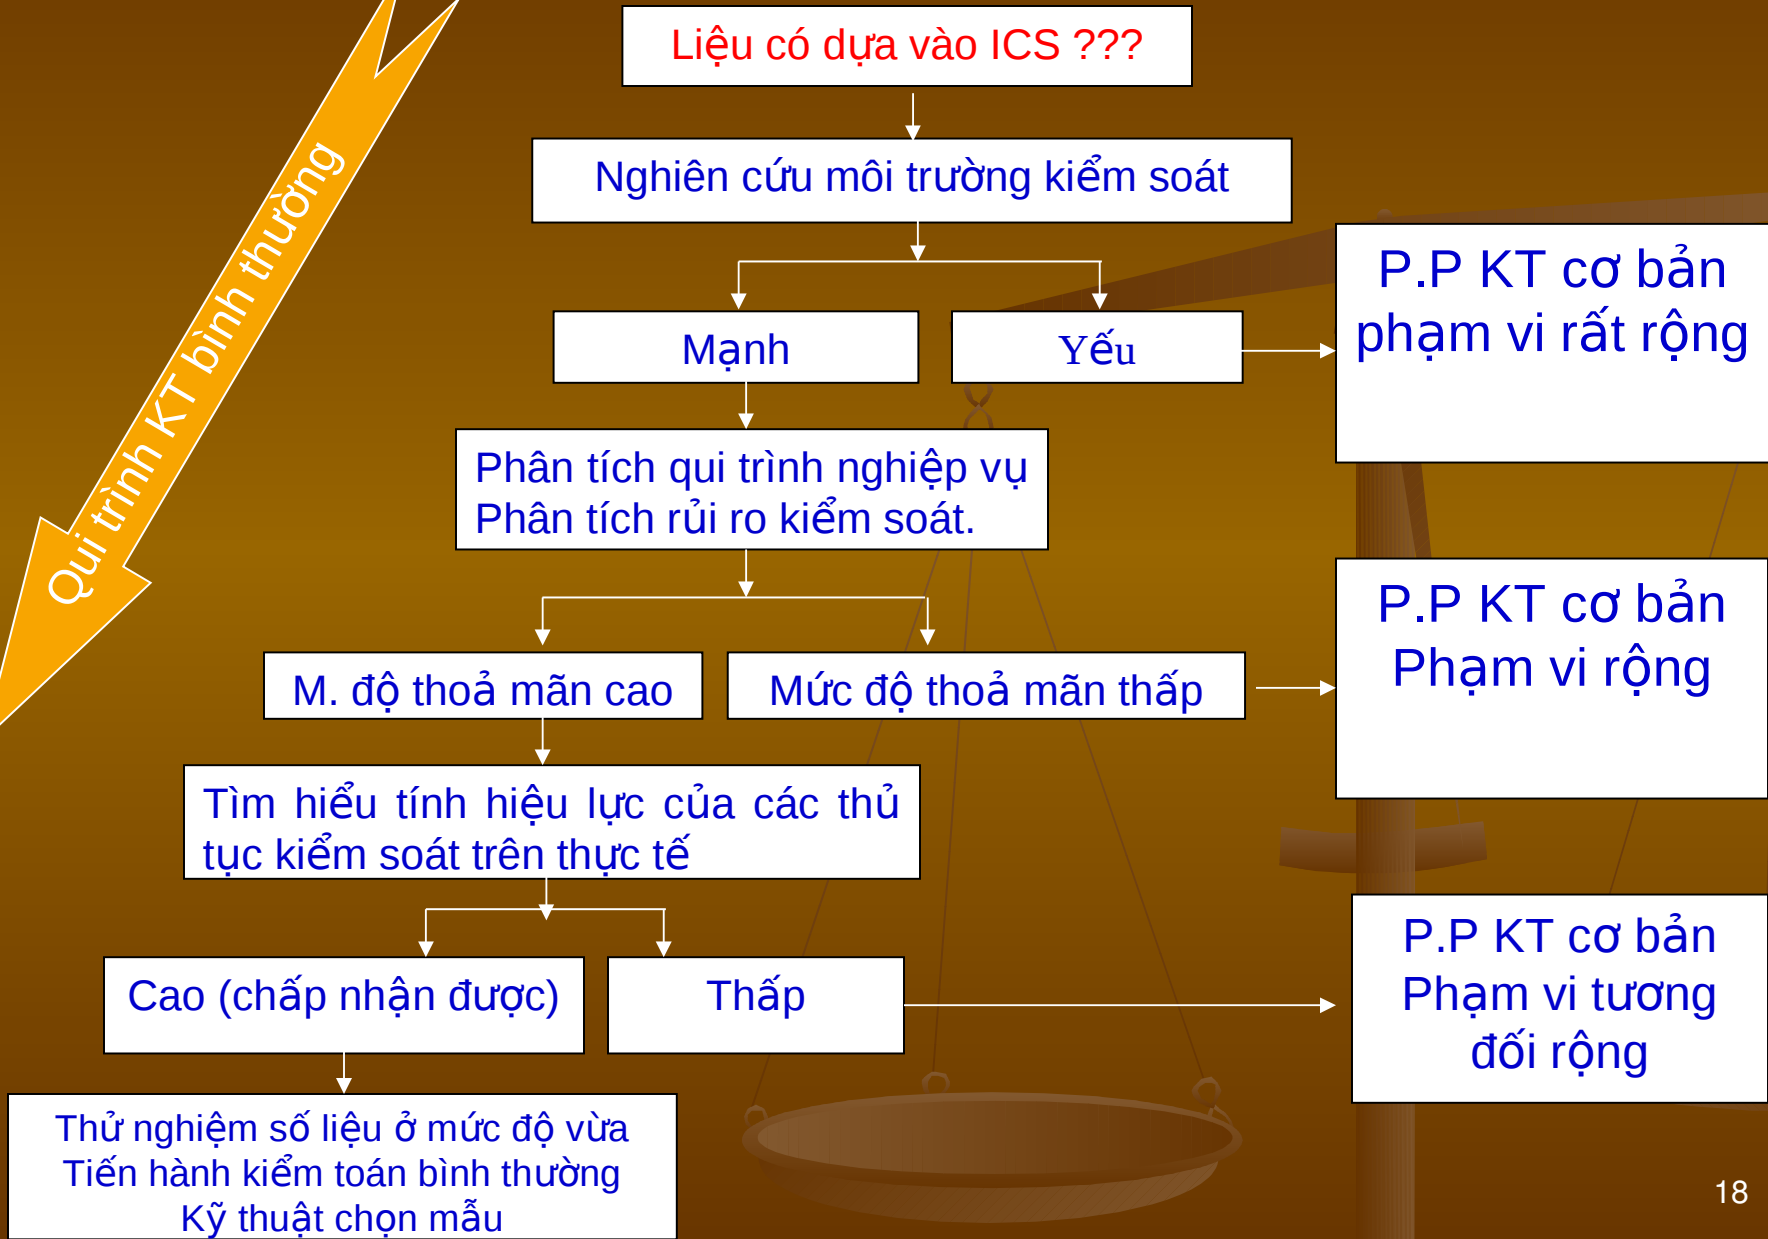 Liệu có dựa vào ICS ???
Qui trình KT bình thường
Nghiên cứu môi trường kiểm soát
Mạnh
Yếu
P.P KT cơ bản
phạm vi rất rộng
Phân tích qui trình nghiệp vụ
Phân tích rủi ro kiểm soát.
M. độ thoả mãn cao
Mức độ thoả mãn thấp
P.P KT cơ bản
Phạm vi rộng
Tìm hiểu tính hiệu lực của các thủ
tục kiểm soát trên thực tế
Cao (chấp nhận được)
Thấp
P.P KT cơ bản
Phạm vi tương
đối rộng
Thử nghiệm số liệu ở mức độ vừa
Tiến hành kiểm toán bình thường
Kỹ thuật chọn mẫu
18